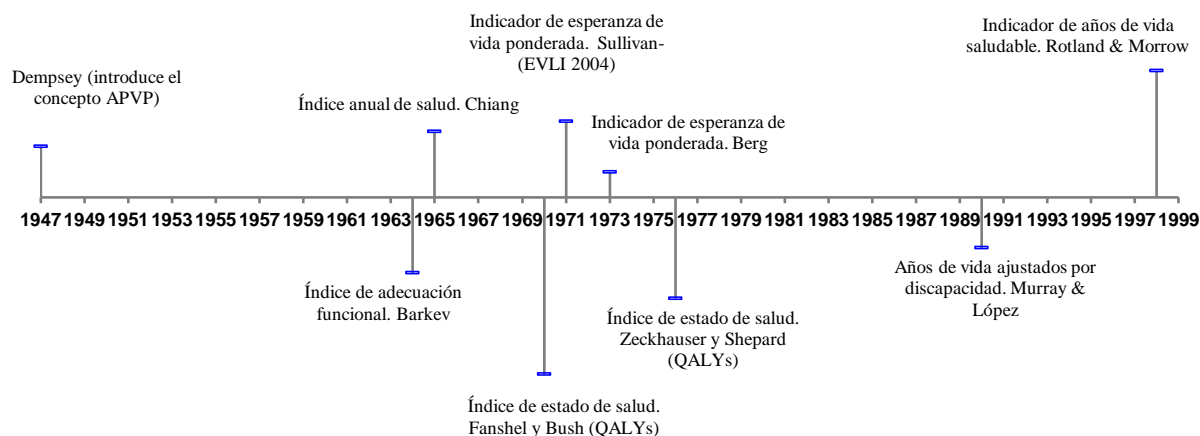 Indicador de esperanza de
vida ponderada. Sullivan-
(EVLI 2004)
Indicador de años de vida
saludable. Rotland & Morrow
Dempsey (introduce el
concepto APVP)
Índice anual de salud. Chiang
Indicador de esperanza de
vida ponderada. Berg
1947 1949 1951 1953 1955 1957 1959 1961 1963 1965 1967 1969 1971 1973 1975 1977 1979 1981 1983 1985 1987 1989 1991 1993 1995 1997 1999
Índice de adecuación
funcional. Barkev
Años de vida ajustados por
discapacidad. Murray &
López
Índice de estado de salud.
Zeckhauser y Shepard
(QALYs)
Índice de estado de salud.
Fanshel y Bush (QALYs)